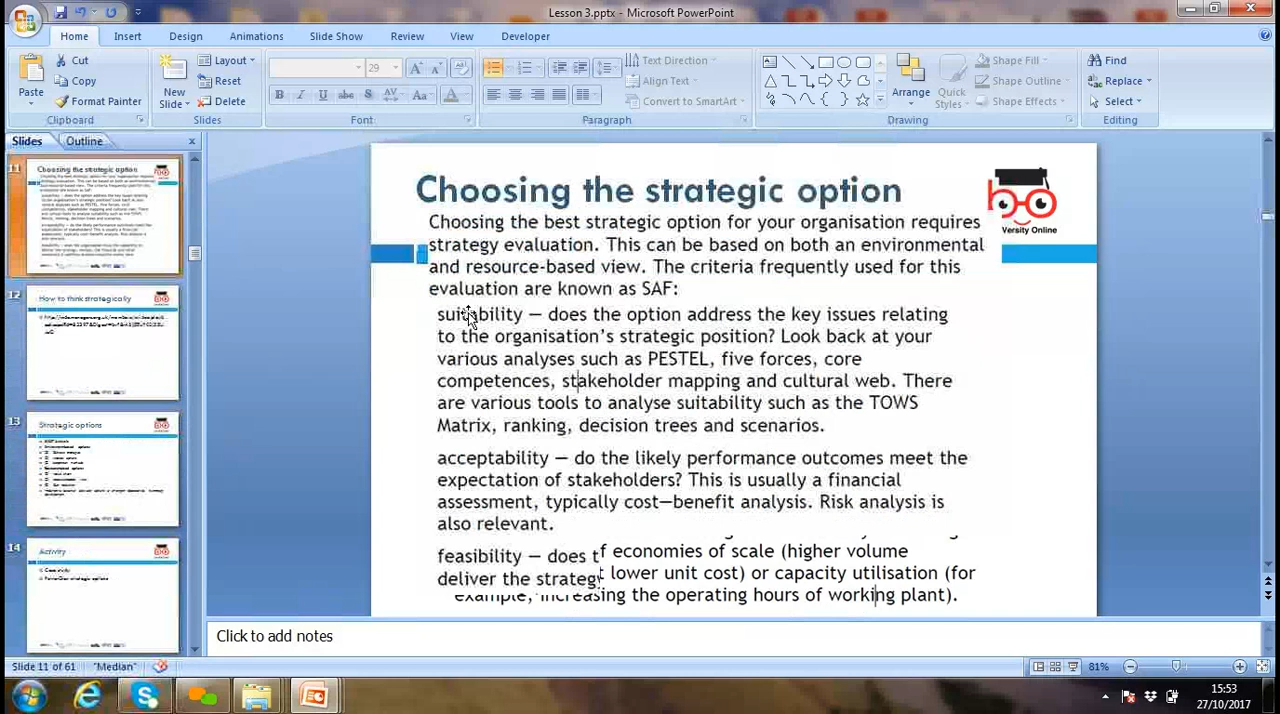 Lesson 3.pptx - Microsoft PowerPoint
Home Insert Design Animations Slide Show Review View Developer
Paste
Cut
Copy
Format Painter
Clipboard
New
Slide
Layout
Reset
Delete
Slides
29
Font
Text Direction
Align Text
Convert to SmartArt
Paragraph
Arrange
Quick
Styles
Shape Fill
Shape Outline
Shape Effects
Drawing
Find
Replace
Select
Editing
Slides Outline
11
Choosing the strategic option
12
How to think strategically
13
Strategic options
14
Activity
Choosing the strategic option
Versity Online
Choosing the best strategic option for your organisation requires
strategy evaluation. This can be based on both an environmental
and resource-based view. The criteria frequently used for this
evaluation are known as SAF:
suitability — does the option address the key issues relating
to the organisation's strategic position? Look back at your
various analyses such as PESTEL, five forces, core
competences, stakeholder mapping and cultural web. There
are various tools to analyse suitability such as the TOWS
Matrix, ranking, decision trees and scenarios.
acceptability — do the likely performance outcomes meet the
expectation of stakeholders? This is usually a financial
assessment, typically cost—benefit analysis. Risk analysis is
also relevant.
feasibility — does tf economies of scale (higher volume
deliver the strategy lower unit cost) or capacity utilisation (for
example, increasing the operating hours of working plant).
Click to add notes
Slide 11 of 61 "Median" 81%
15:53
27/10/2017